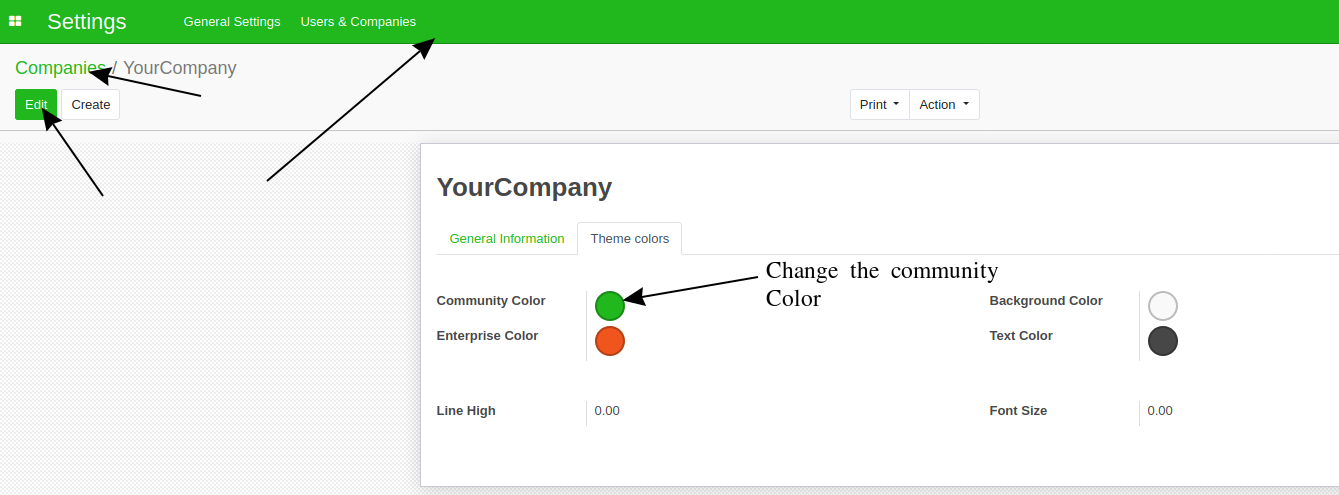 Settings General Settings Users & Companies
Companies / YourCompany
Edit Create Print Action
YourCompany
General Information Theme colors
Change the community
Color
Community Color Background Color
Enterprise Color Text Color
Line High 0.00 Font Size 0.00